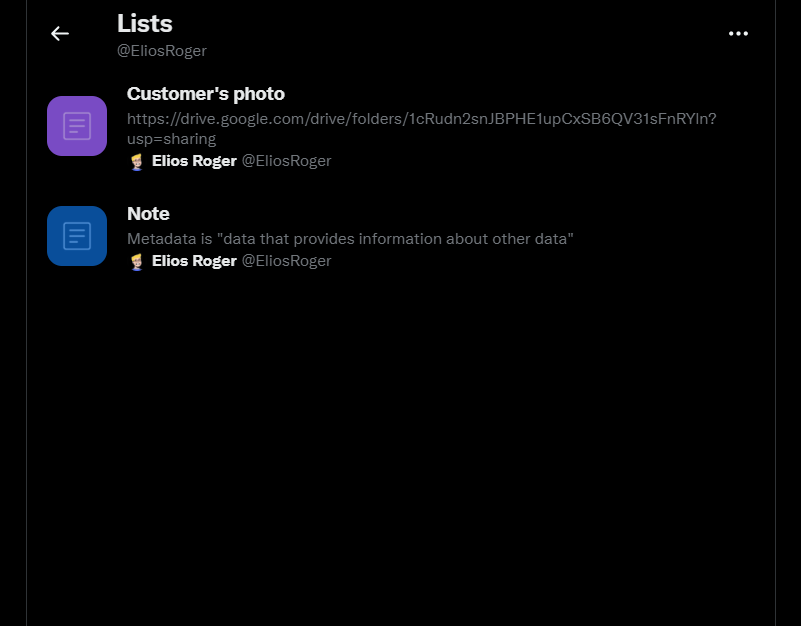 Lists
@EliosRoger
Customer's photo
https://drive.google.com/drive/folders/1cRudn2snJBPHE1upCxSB6QV31sFnRYln?
usp=sharing
Elios Roger @EliosRoger
Note
Metadata is "data that provides information about other data"
Elios Roger @EliosRoger